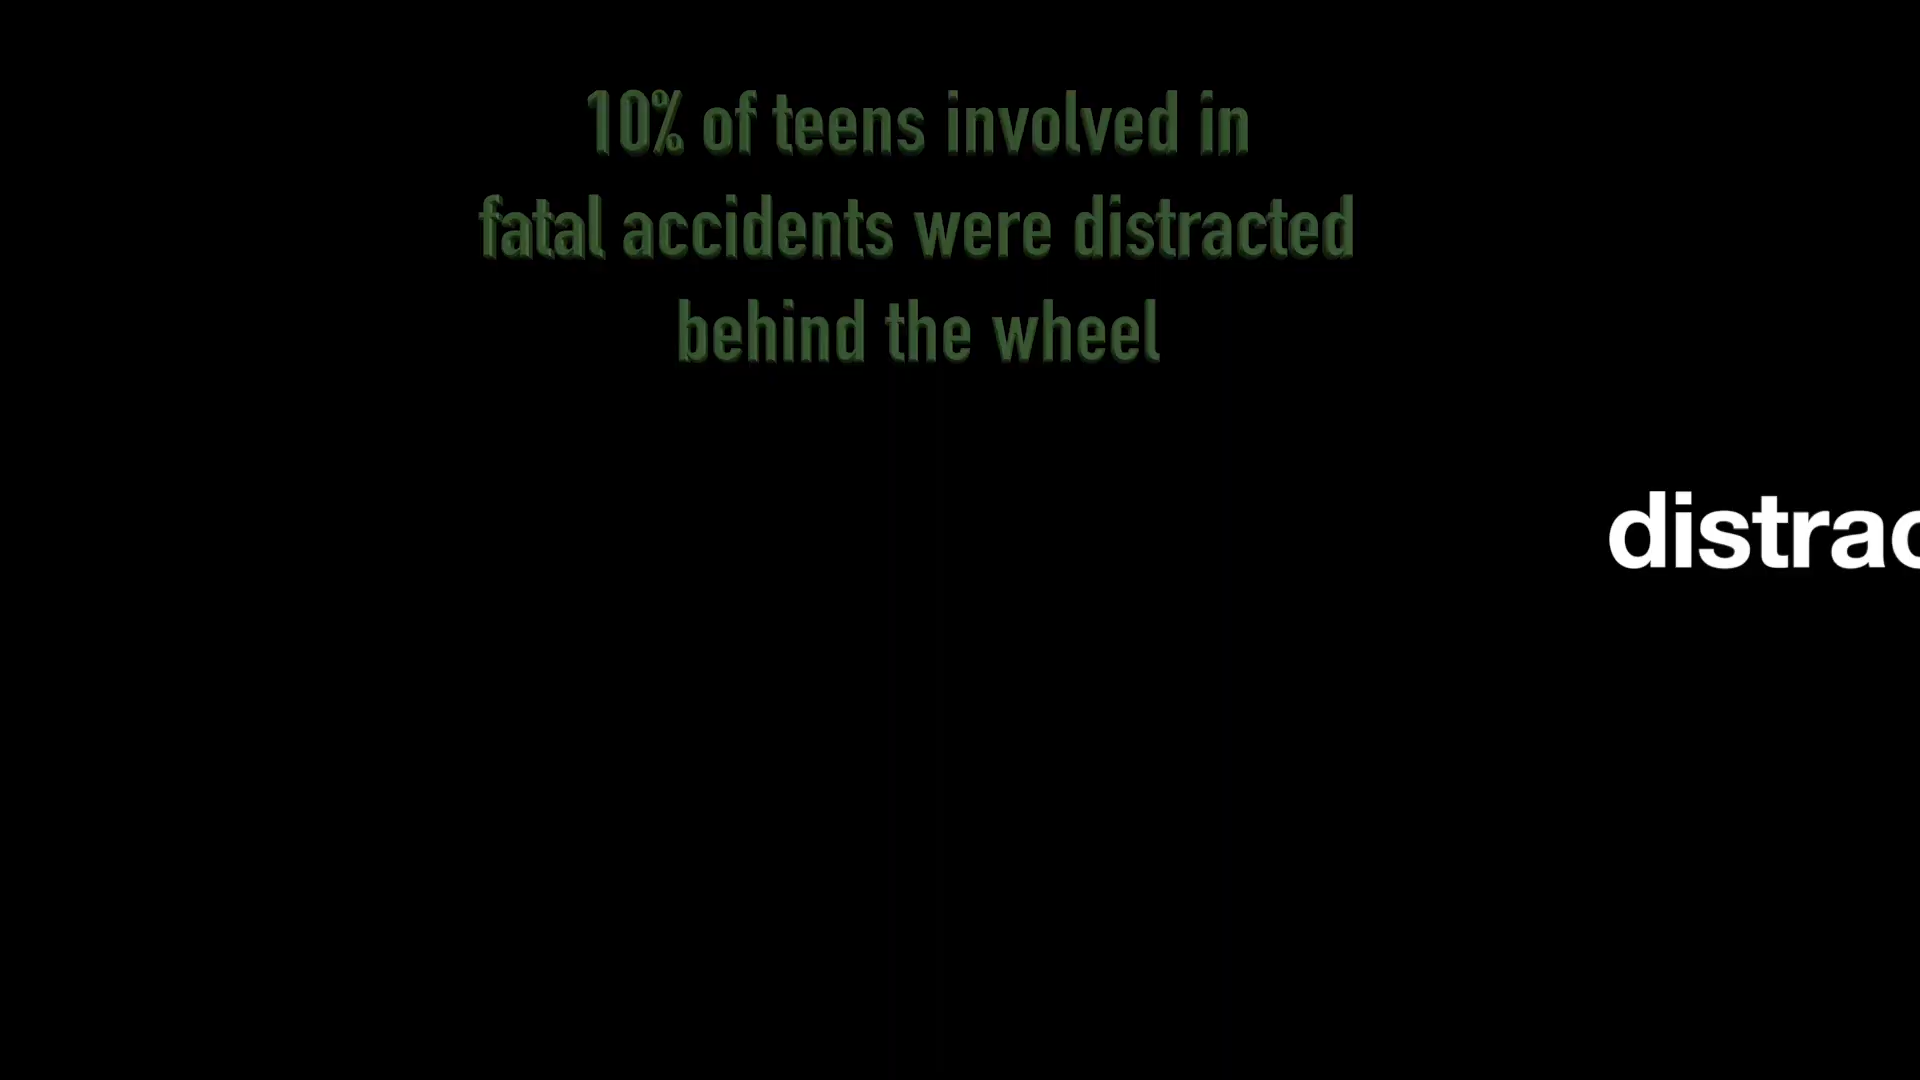 10% of teens involved in
fatal accidents were distracted
behind the wheel
distrac